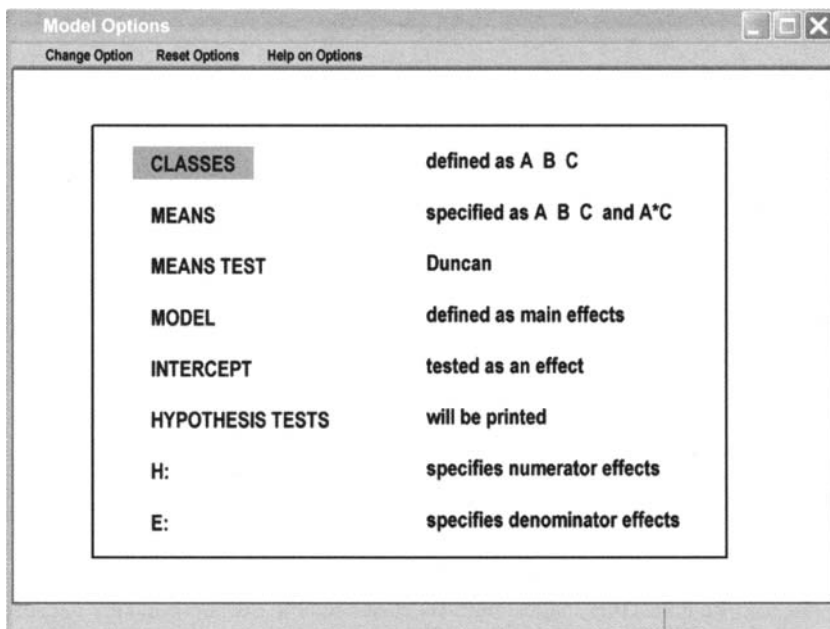 Model Options
Change Option Reset Options Help on Options
CLASSES defined as A B C
MEANS specified as A B C and A*C
MEANS TEST Duncan
MODEL defined as main effects
INTERCEPT tested as an effect
HYPOTHESIS TESTS will be printed
H: specifies numerator effects
E: specifies denominator effects